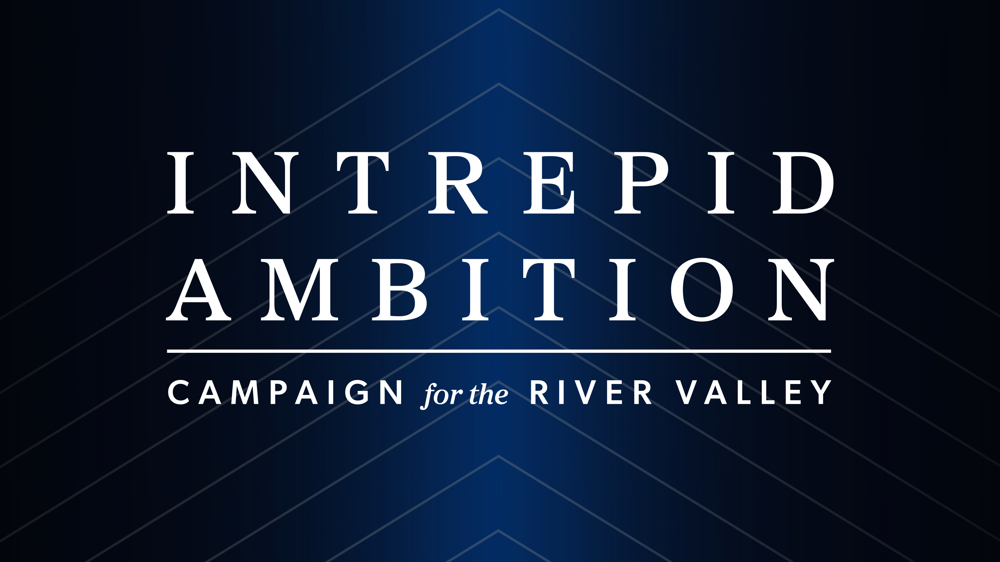 INTREPID
AMBITION
CAMPAIGN for the RIVER VALLEY